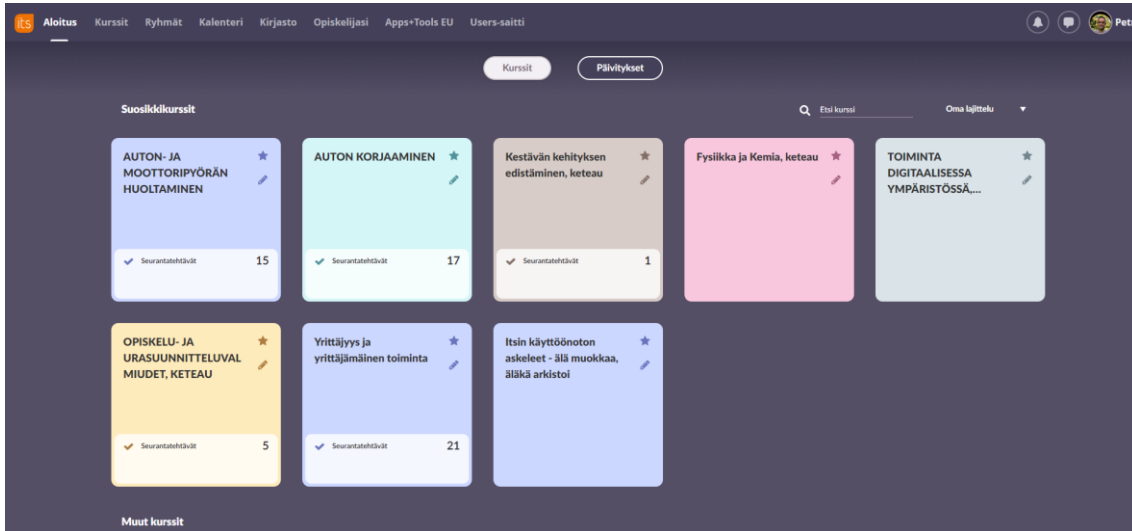 its Aloitus Kurssit Ryhmät Kalenteri Kirjasto Opiskelijasi Apps+Tools EU Users-saitti
Kurssit Päivitykset
Suosikkikurssit Etsi kurssi Oma lajittelu
AUTON- JA
MOOTTORIPYÖRÄN
HUOLTAMINEN
Seurantatehtävät 15
AUTON KORJAAMINEN
Seurantatehtävät 17
Kestävän kehityksen
edistäminen, keteau
Seurantatehtävät 1
Fysiikka ja Kemia, keteau
TOIMINTA
DIGITAALISESSA
YMPÄRISTÖSSÄ,...
OPISKELU- JA
URASUUNNITTELUVAL
MIUDET, KETEAU
Seurantatehtävät 5
Yrittäjyys ja
yrittäjämäinen toiminta
Seurantatehtävät 21
Itsin käyttöönoton
askeleet - älä muokkaa,
äläkä arkistoi
Muut kurssit